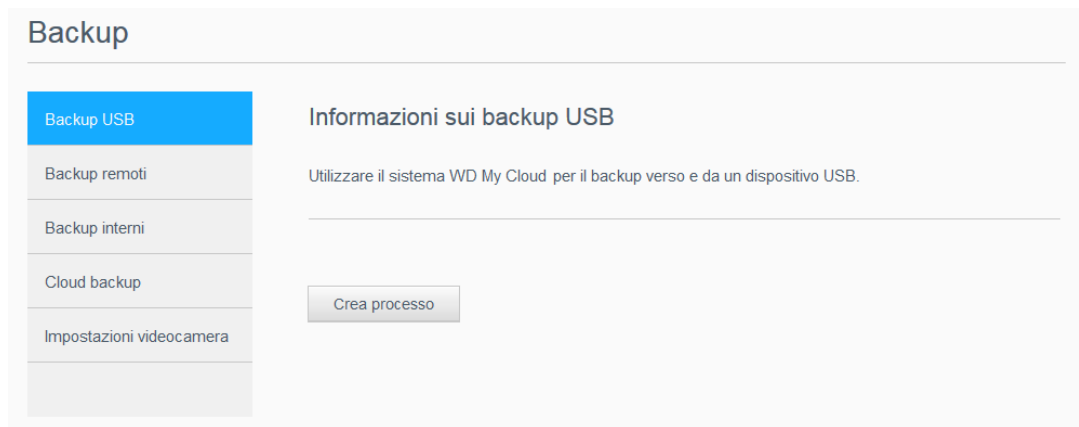 Backup
Backup USB
Backup remoti
Backup interni
Cloud backup
Impostazioni videocamera
Informazioni sui backup USB
Utilizzare il sistema WD My Cloud per il backup verso e da un dispositivo USB.
Crea processo